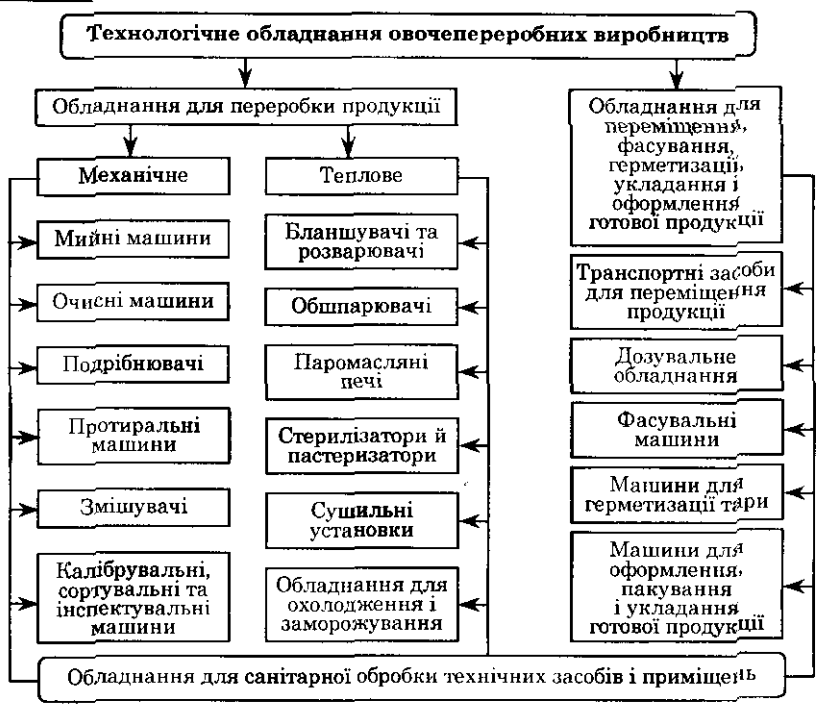 Технологічне обладнання овочепереробних виробництв
Обладнання для переробки продукції
Механічне
Мийні машини
Очисні машини
Подрібнювачі
Протиральні
машини
Змішувачі
Калібрувальні,
сортувальні та
інспектувальні
машини
Теплове
Бланшувачі та
розварювачі
Обшпарювачі
Паромасляні
печі
Стерилізатори й
пастеризатори
Сушильні
установки
Обладнання для
охолодження і
заморожування
Обладнання для
переміщення,
фасування,
герметизації,
укладання і
оформлення
готової продукції
Транспортні засоби
для переміщення
продукції
Дозувальне
обладнання
Фасувальні
машини
Машини для
герметизації тари
Машини для
оформлення,
пакування
і укладання
готової продукції
Обладнання для санітарної обробки технічних засобів і приміщень